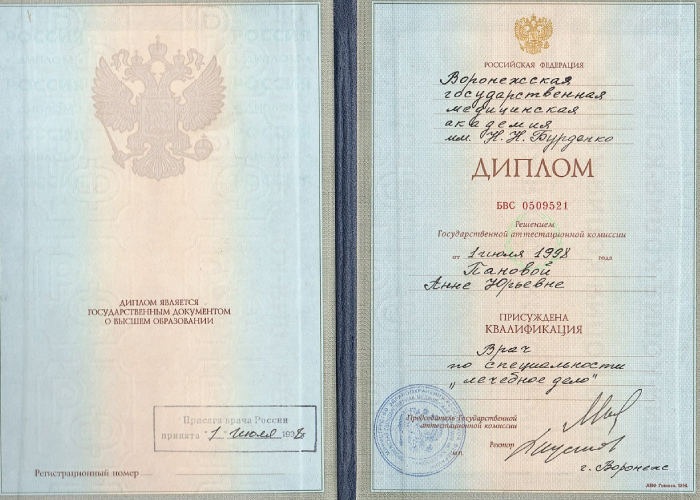 ДИПЛОМ ЯВЛЯЕТСЯ
ГОСУДАРСТВЕННЫМ ДОКУМЕНТОМ
О ВЫСШЕМ ОБРАЗОВАНИИ
Присяга врача России
принята "1" июля 1998г
Регистрационный номер
РОССИЙСКАЯ ФЕДЕРАЦИЯ
Воронежская
государственная
медицинская
академия
им. Н. Н. Бурденко
ДИПЛОМ
БВС 0509521
Решением
Государственной аттестационной комиссии
от 1 июля 1998 года
Пановой
Анне Юрьевне
ПРИСУЖДЕНА
КВАЛИФИКАЦИЯ
Врач
по специальности
"лечебное дело"
Председатель Государственной
аттестационной комиссии
Ректор
М.П.
г. Воронеж